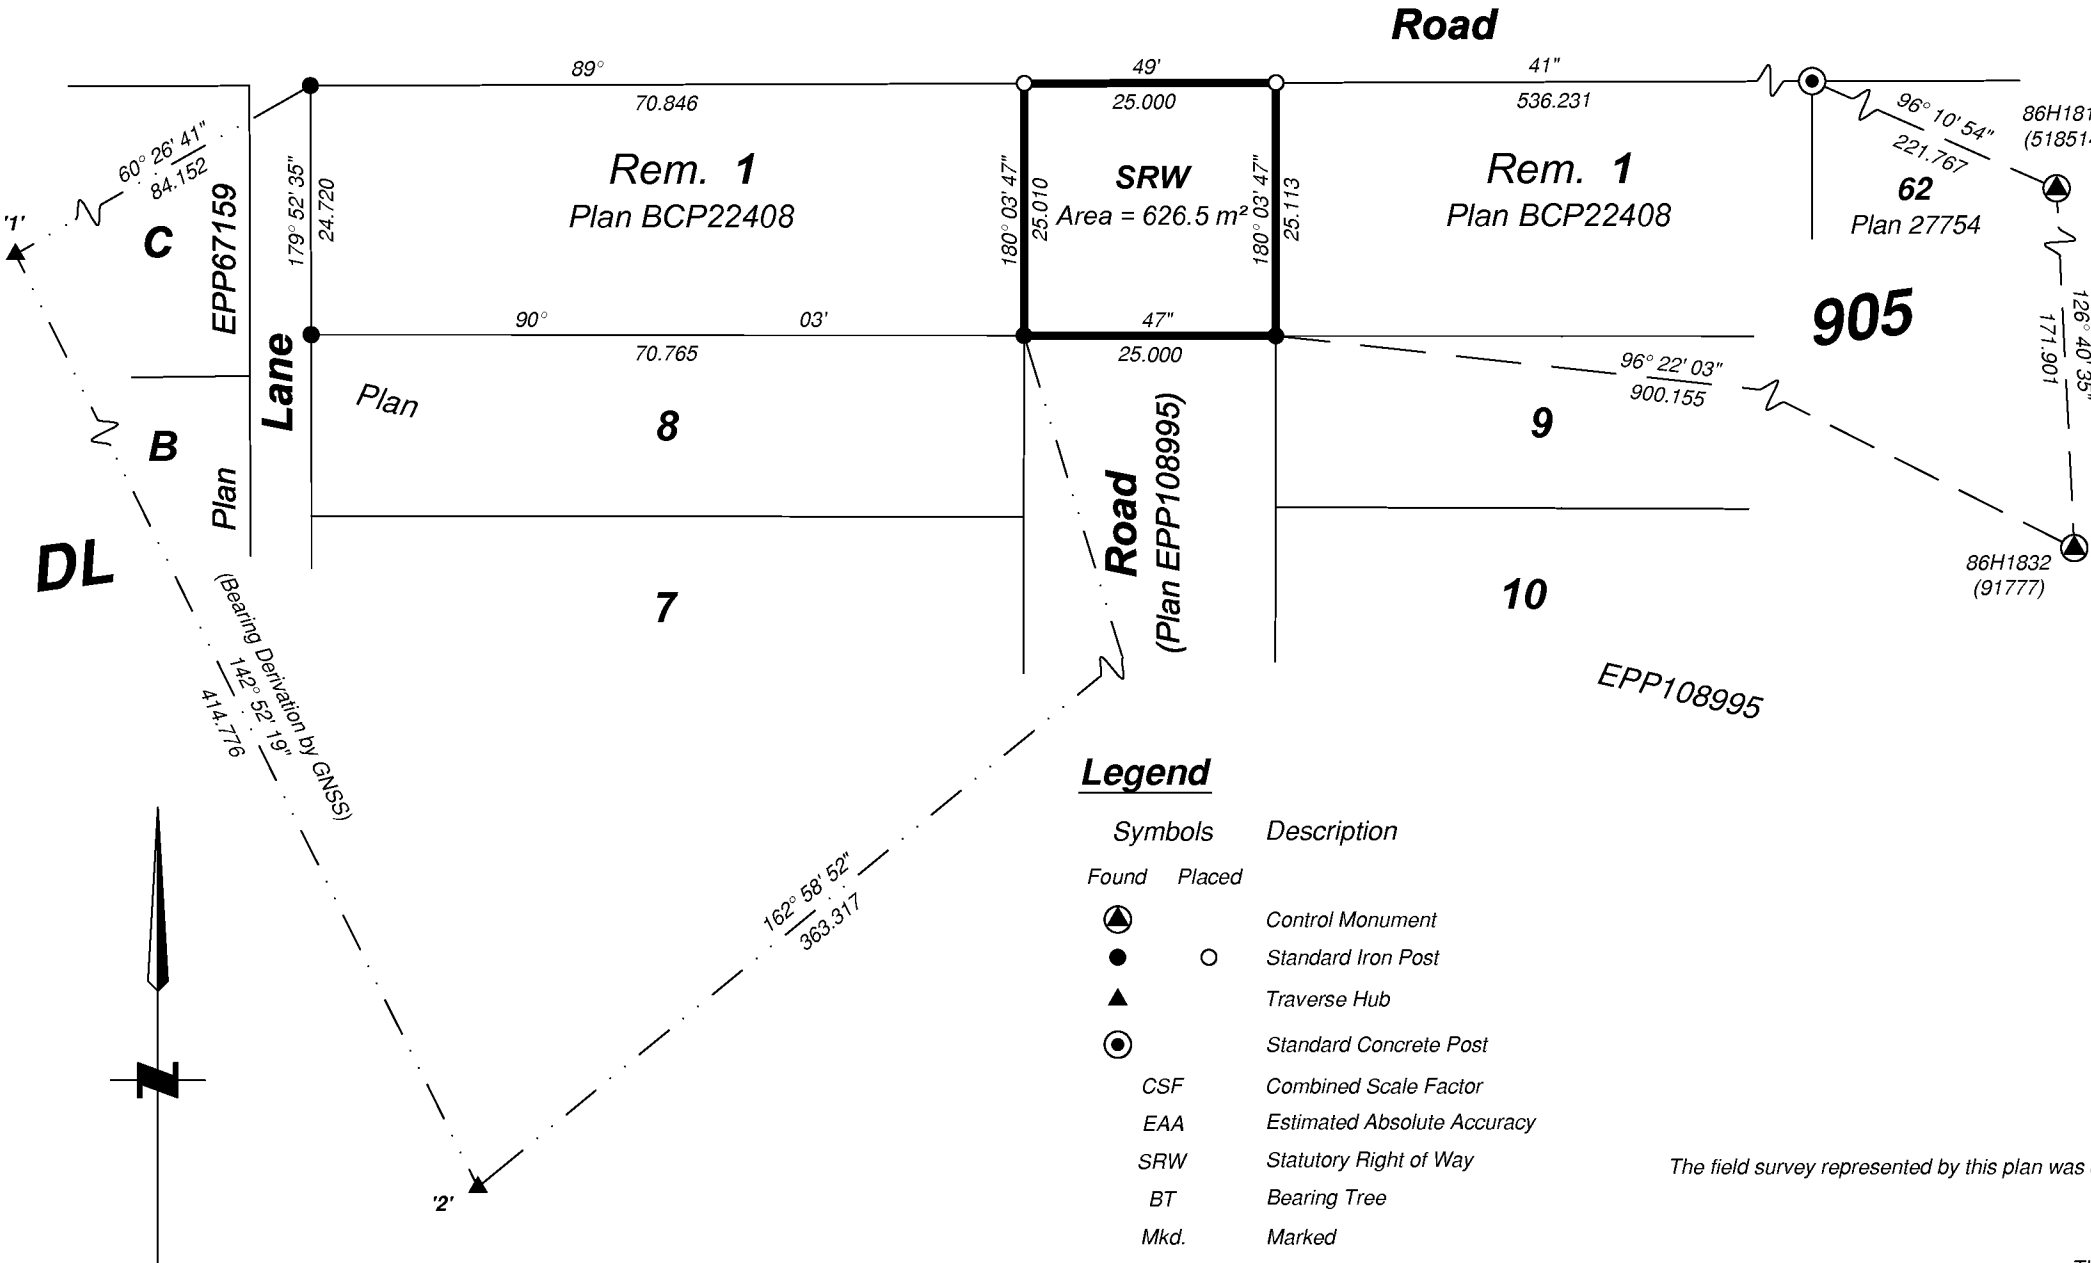 Road
89°
49'
41"
70.846
25.000
536.231
96° 10' 54"
221.767
60° 26' 41"
84.152
'1'
C
EPP67159
179° 52' 35"
24.720
Rem. 1
Plan BCP22408
180° 03' 47"
25.010
SRW
Area = 626.5 m²
180° 03' 47"
25.113
Rem. 1
Plan BCP22408
62
Plan 27754
905
126° 40' 35"
171.901
90°
03'
47"
70.765
25.000
96° 22' 03"
900.155
Lane
Plan
8
9
B
Plan
Road
(Plan EPP108995)
DL
7
10
86H1832
(91777)
EPP108995
(Bearing Derivation by GNSS)
142° 52' 19"
414.776
162° 58' 52"
363.317
'2'
Legend
Symbols Description
Found Placed
Control Monument
Standard Iron Post
Traverse Hub
Standard Concrete Post
CSF Combined Scale Factor
EAA Estimated Absolute Accuracy
SRW Statutory Right of Way
BT Bearing Tree
Mkd. Marked
The field survey represented by this plan was